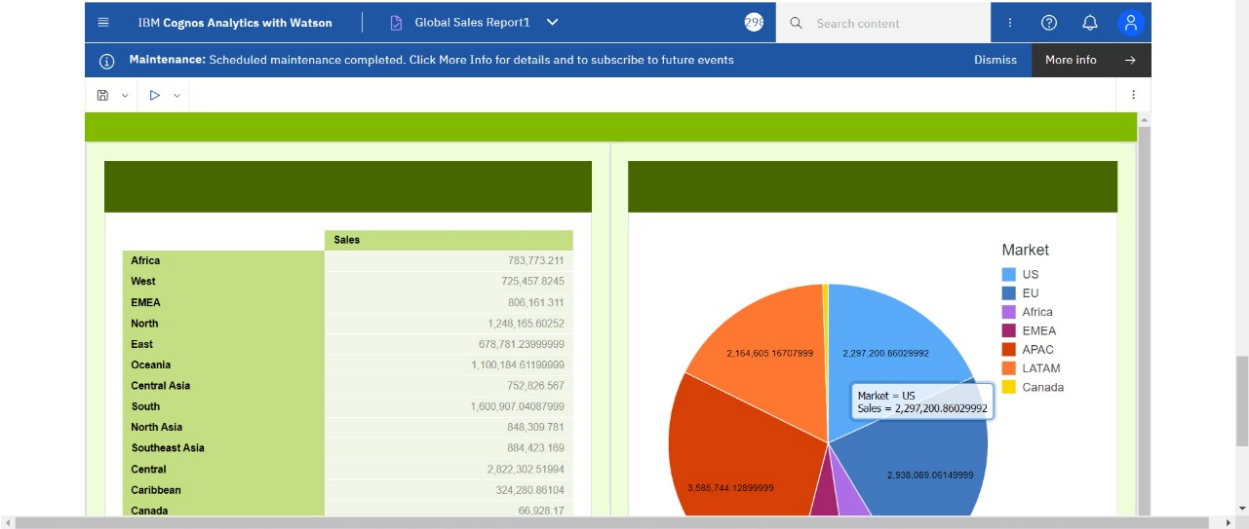 IBM Cognos Analytics with Watson
Global Sales Report1
298
Search content
Maintenance: Scheduled maintenance completed. Click More Info for details and to subscribe to future events
Dismiss
More info
Sales
Africa 783,773.211
West 725,457.8245
EMEA 806,161.311
North 1,248,165.60252
East 678,781.23999999
Oceania 1,100,184.61199999
Central Asia 752,826.567
South 1,600,907.04087999
North Asia 848,309.781
Southeast Asia 884,423.169
Central 2,822,302.51994
Caribbean 324,280.86104
Canada 66,928.17
Market
US
EU
Africa
EMEA
APAC
LATAM
Canada
2,164,605.16707999
2,297,200.86029992
Market = US
Sales = 2,297,200.86029992
2,938,069.06149999
3,585,744.12899999